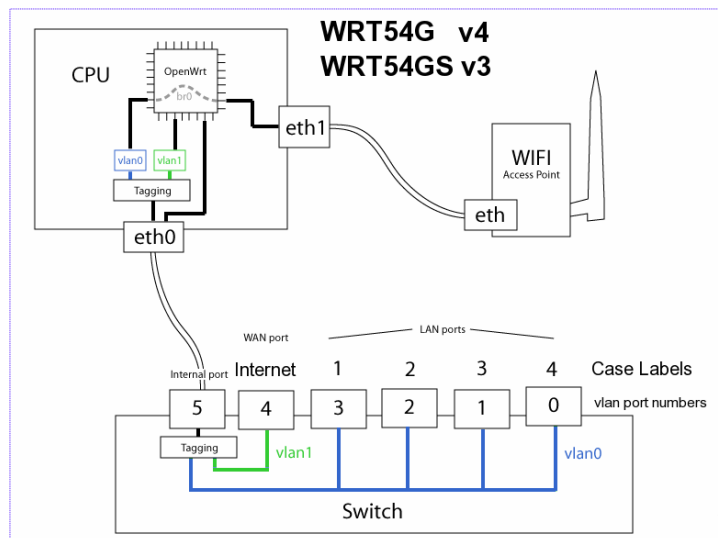 WRT54G v4
WRT54GS v3
CPU
OpenWrt
br0
vlan0
vlan1
Tagging
eth0
eth1
WIFI
Access Point
eth
WAN port
LAN ports
Internal port
Internet
1
2
3
4
Case Labels
5
4
3
2
1
0
vlan port numbers
Tagging
vlan1
vlan0
Switch